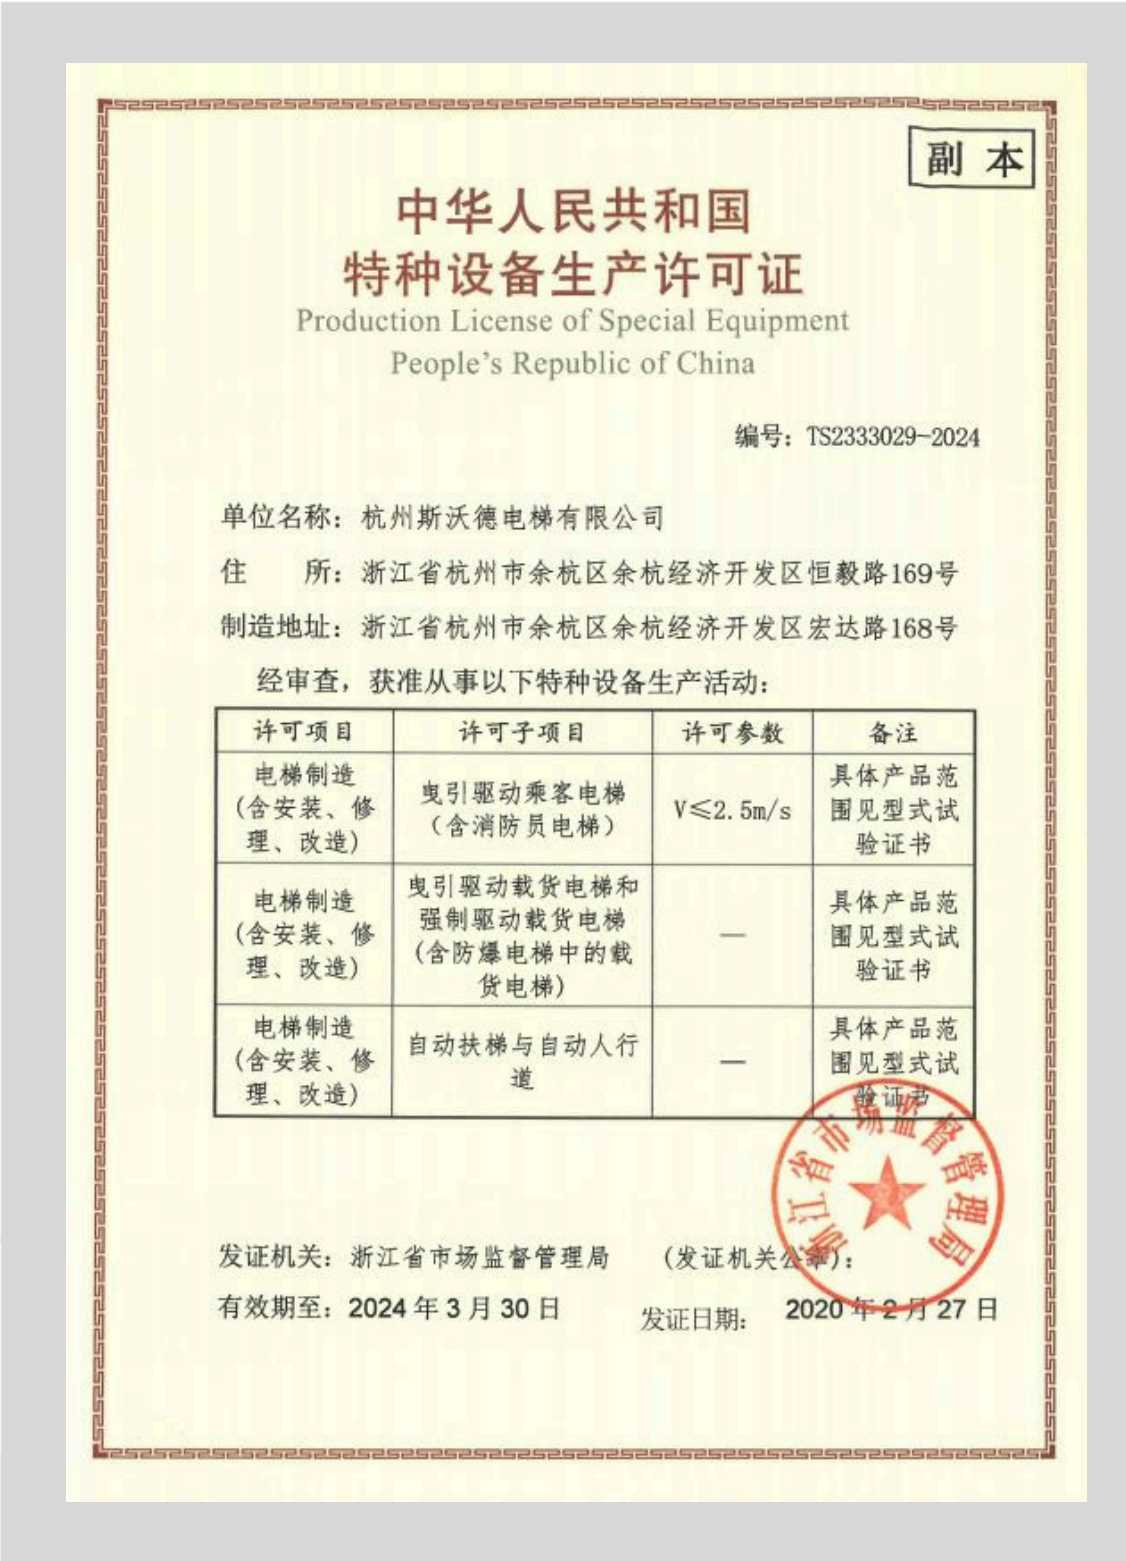 副 本
中华人民共和国
特种设备生产许可证
Production License of Special Equipment
People's Republic of China
编号：TS2333029-2024
单位名称：杭州斯沃德电梯有限公司
住 所：浙江省杭州市余杭区余杭经济开发区恒毅路169号
制造地址：浙江省杭州市余杭区余杭经济开发区宏达路168号
经审查，获准从事以下特种设备生产活动：
许可项目 许可子项目 许可参数 备注
电梯制造
(含安装、修
理、改造)
曳引驱动乘客电梯
（含消防员电梯）
V≤2.5m/s
具体产品范
围见型式试
验证书
电梯制造
(含安装、修
理、改造)
曳引驱动载货电梯和
强制驱动载货电梯
(含防爆电梯中的载
货电梯)
—
具体产品范
围见型式试
验证书
电梯制造
(含安装、修
理、改造)
自动扶梯与自动人行
道
—
具体产品范
围见型式试
验证书
浙江省市场监督管理局
发证机关：浙江省市场监督管理局 (发证机关公章)：
有效期至：2024 年 3 月 30 日 发证日期： 2020 年 2 月 27 日